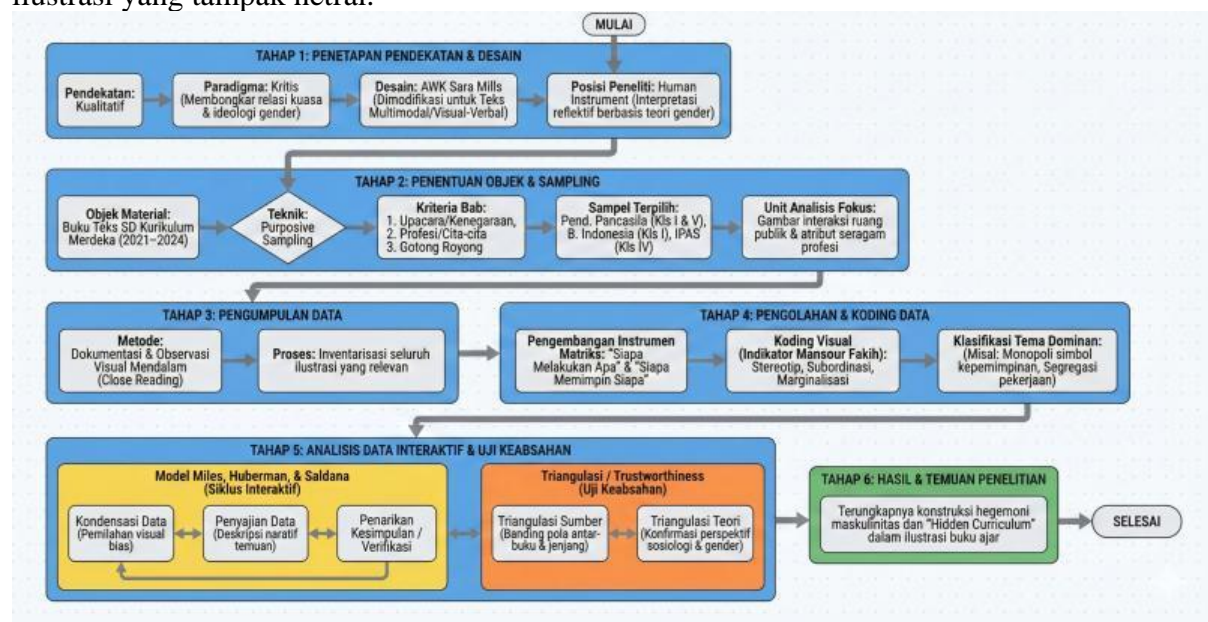 ilustrasi yang tampak netral.
MULAI
TAHAP 1: PENETAPAN PENDEKATAN & DESAIN
Pendekatan:
Kualitatif
Paradigma: Kritis
(Membongkar relasi kuasa
& ideologi gender)
Desain: AWK Sara Mills
(Dimodifikasi untuk Teks
Multimodal/Visual-Verbal)
Posisi Peneliti: Human
Instrument (Interpretasi
reflektif berbasis teori gender)
TAHAP 2: PENENTUAN OBJEK & SAMPLING
Objek Material:
Buku Teks SD Kurikulum
Merdeka (2021–2024)
Teknik:
Purposive
Sampling
Kriteria Bab:
1. Upacara/Kenegaraan,
2. Profesi/Cita-cita
3. Gotong Royong
Sampel Terpilih:
Pend. Pancasila (Kls I & V),
B. Indonesia (Kls I), IPAS
(Kls IV)
Unit Analisis Fokus:
Gambar interaksi ruang
publik & atribut seragam
profesi
TAHAP 3: PENGUMPULAN DATA
Metode:
Dokumentasi & Observasi
Visual Mendalam
(Close Reading)
Proses: Inventarisasi seluruh
ilustrasi yang relevan
TAHAP 4: PENGOLAHAN & KODING DATA
Pengembangan Instrumen
Matriks: "Siapa
Melakukan Apa" & "Siapa
Memimpin Siapa"
Koding Visual
(Indikator Mansour Fakih):
Stereotip, Subordinasi,
Marginalisasi
Klasifikasi Tema Dominan:
(Misal: Monopoli simbol
kepemimpinan, Segregasi
pekerjaan)
TAHAP 5: ANALISIS DATA INTERAKTIF & UJI KEABSAHAN
Model Miles, Huberman, & Saldana
(Siklus Interaktif)
Kondensasi Data
(Pemilahan visual
bias)
Penyajian Data
(Deskripsi naratif
temuan)
Penarikan
Kesimpulan /
Verifikasi
Triangulasi / Trustworthiness
(Uji Keabsahan)
Triangulasi Sumber
(Banding pola antar-
buku & jenjang)
Triangulasi Teori
(Konfirmasi perspektif
sosiologi & gender)
TAHAP 6: HASIL & TEMUAN PENELITIAN
Terungkapnya konstruksi hegemoni
maskulinitas dan "Hidden Curriculum"
dalam ilustrasi buku ajar
SELESAI